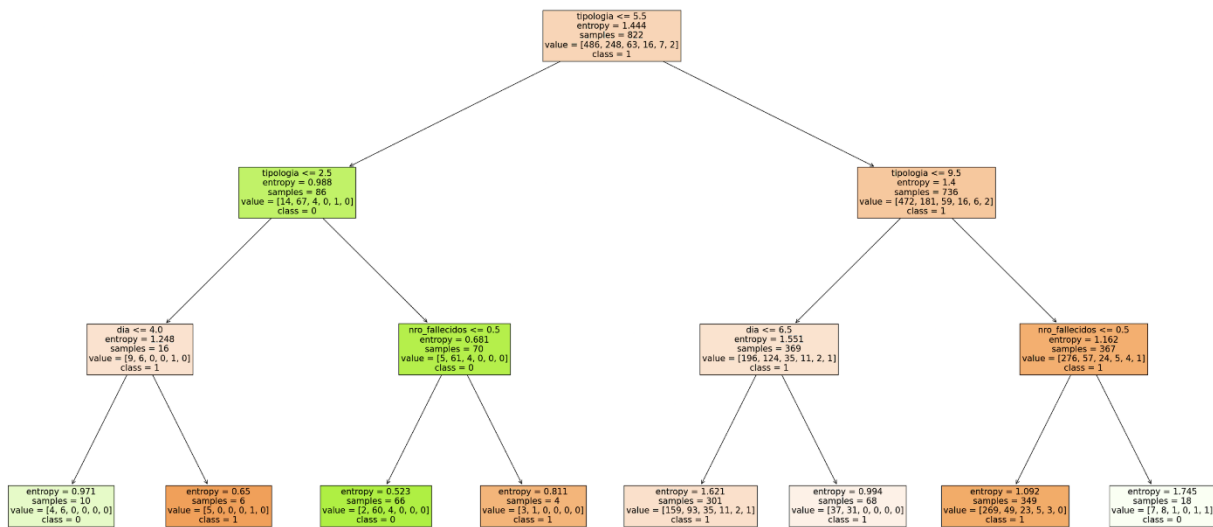 tipologia <= 5.5
entropy = 1.444
samples = 822
value = [486, 248, 63, 16, 7, 2]
class = 1
tipologia <= 2.5
entropy = 0.988
samples = 86
value = [14, 67, 4, 0, 1, 0]
class = 0
tipologia <= 9.5
entropy = 1.4
samples = 736
value = [472, 181, 59, 16, 6, 2]
class = 1
dia <= 4.0
entropy = 1.248
samples = 16
value = [9, 6, 0, 0, 1, 0]
class = 1
nro_fallecidos <= 0.5
entropy = 0.681
samples = 70
value = [5, 61, 4, 0, 0, 0]
class = 0
dia <= 6.5
entropy = 1.551
samples = 369
value = [196, 124, 35, 11, 2, 1]
class = 1
nro_fallecidos <= 0.5
entropy = 1.162
samples = 367
value = [276, 57, 24, 5, 4, 1]
class = 1
entropy = 0.971
samples = 10
value = [4, 6, 0, 0, 0, 0]
class = 0
entropy = 0.65
samples = 6
value = [5, 0, 0, 0, 1, 0]
class = 1
entropy = 0.523
samples = 66
value = [2, 60, 4, 0, 0, 0]
class = 0
entropy = 0.811
samples = 4
value = [3, 1, 0, 0, 0, 0]
class = 1
entropy = 1.621
samples = 301
value = [159, 93, 35, 11, 2, 1]
class = 1
entropy = 0.994
samples = 68
value = [37, 31, 0, 0, 0, 0]
class = 1
entropy = 1.092
samples = 349
value = [269, 49, 23, 5, 3, 0]
class = 1
entropy = 1.745
samples = 18
value = [7, 8, 1, 0, 1, 1]
class = 0